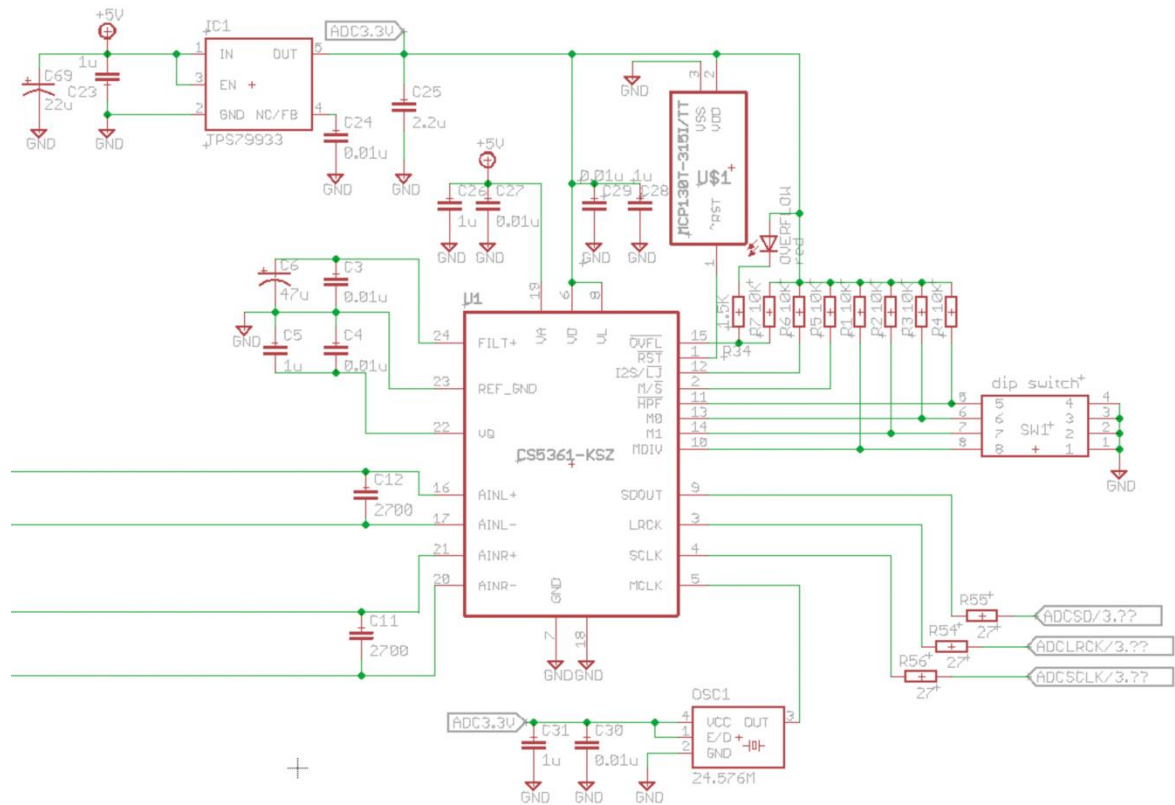 +5V
IC1
ADC3.3V
1 IN OUT 5
3 EN +
2 GND NC/FB 4
TPS79933
C69
22u
1u
C23
GND
GND
C24
0.01u
GND
C25
2.2u
GND
+5V
C26
1u
C27
0.01u
GND
GND
0.01u
C29
1u
C28
GND
GND
GND
3 2
VSS VDD
MCP130T-315I/TT
U$1
~RST
1
OVERFLOW
red
C6
47u
C3
0.01u
GND
C5
1u
C4
0.01u
U1
19 6 8
VA VD VL
24 FILT+
23 REF_GND
22 VQ
CS5361-KSZ
16 AINL+
17 AINL-
21 AINR+
20 AINR-
GND
7 18
GND GND
OVFL 15
RST 1
I2S/LJ 12
M/S 2
HPF 11
M0 13
M1 14
MDIV 10
SDOUT 9
LRCK 3
SCLK 4
MCLK 5
1.5K
R34
R7 10K
R6 10K
R5 10K
R1 10K
R2 10K
R3 10K
R4 10K
dip switch
5 5 4 4
6 6 3 3
7 7 2 2
8 8 1 1
SW1
GND
C12
2700
C11
2700
R55
27
ADCSD/3.??
R54
27
ADCLRCK/3.??
R56
27
ADCSCLK/3.??
OSC1
ADC3.3V
4 VCC OUT 3
1 E/D
2 GND
24.576M
C31
1u
C30
0.01u
GND
GND
GND